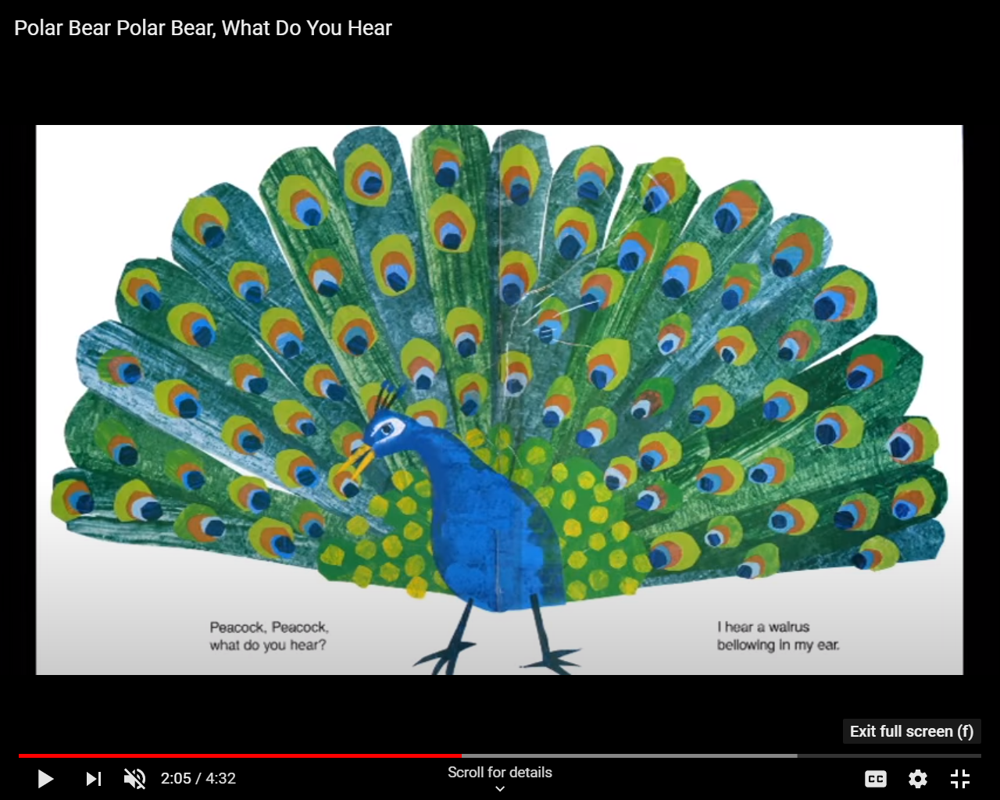 Polar Bear Polar Bear, What Do You Hear
Peacock, Peacock,
what do you hear?
I hear a walrus
bellowing in my ear.
Exit full screen (f)
2:05 / 4:32
Scroll for details
CC